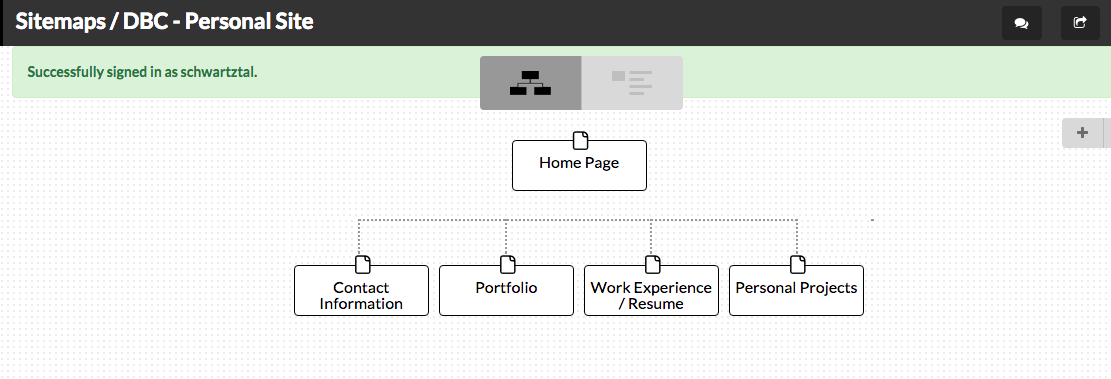 Sitemaps / DBC - Personal Site
Successfully signed in as schwartztal.
Home Page
Contact
Information
Portfolio
Work Experience
/ Resume
Personal Projects